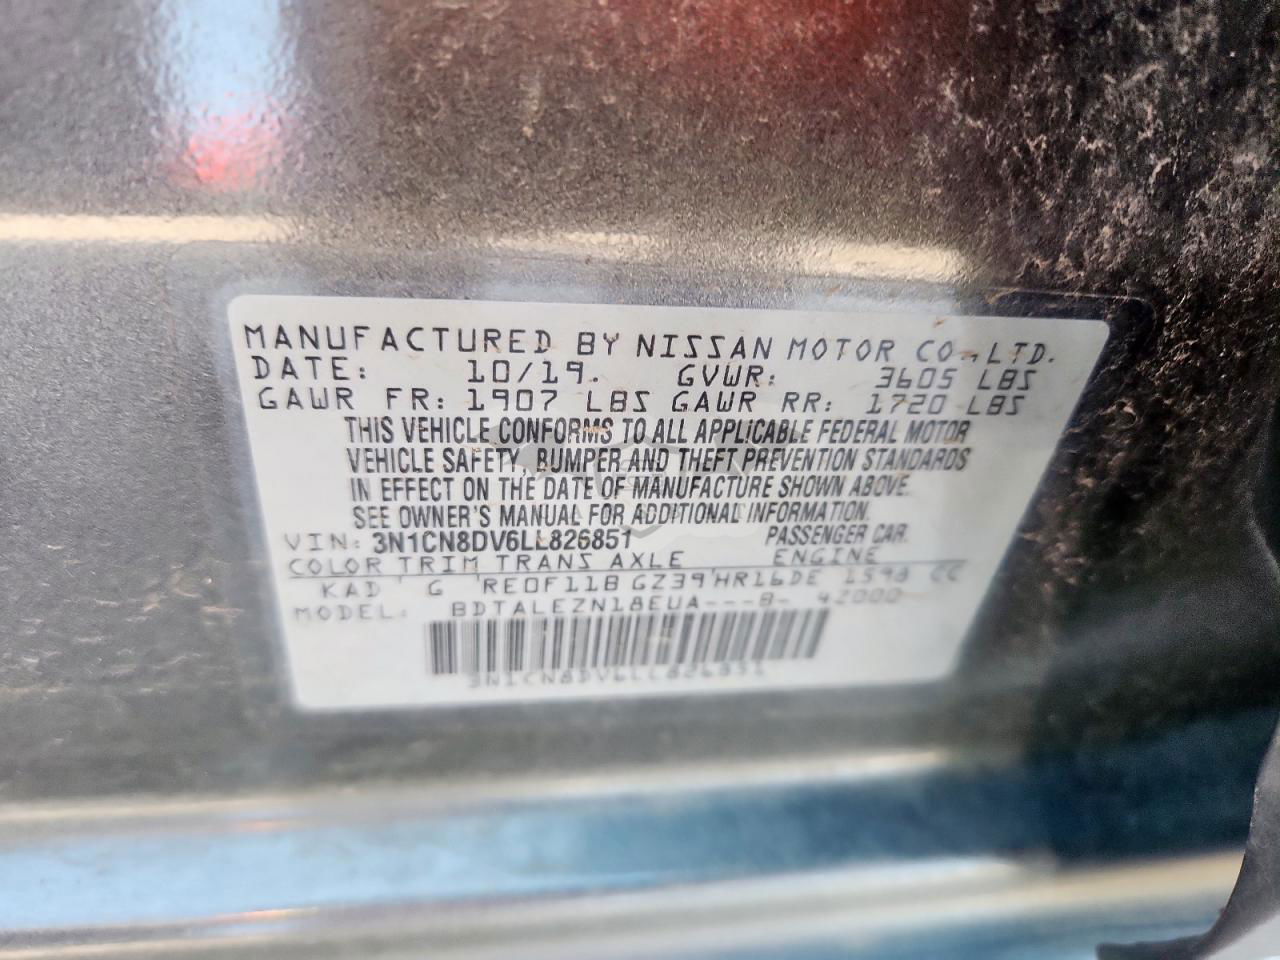 MANUFACTURED BY NISSAN MOTOR CO.,LTD.
DATE: 10/19. GVWR: 3605 LBS
GAWR FR: 1907 LBS GAWR RR: 1720 LBS
THIS VEHICLE CONFORMS TO ALL APPLICABLE FEDERAL MOTOR
VEHICLE SAFETY, BUMPER AND THEFT PREVENTION STANDARDS
IN EFFECT ON THE DATE OF MANUFACTURE SHOWN ABOVE.
SEE OWNER'S MANUAL FOR ADDITIONAL INFORMATION.
VIN: 3N1CN8DV6LL826851 PASSENGER CAR.
COLOR TRIM TRANS AXLE ENGINE
KAD G RE0F11B GZ39 HR16DE 1598 CC
MODEL: BDTALEZN18EUA---B- 42000
3N1CN8DV6LL826851